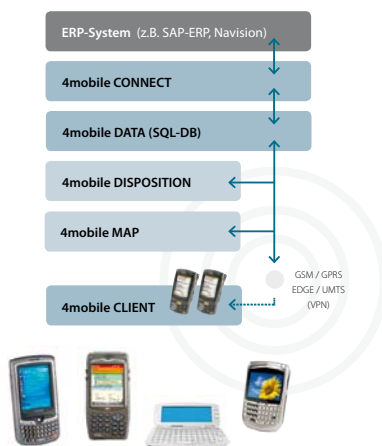 ERP-System (z.B. SAP-ERP, Navision)
4mobile CONNECT
4mobile DATA (SQL-DB)
4mobile DISPOSITION
4mobile MAP
GSM / GPRS
EDGE / UMTS
(VPN)
4mobile CLIENT